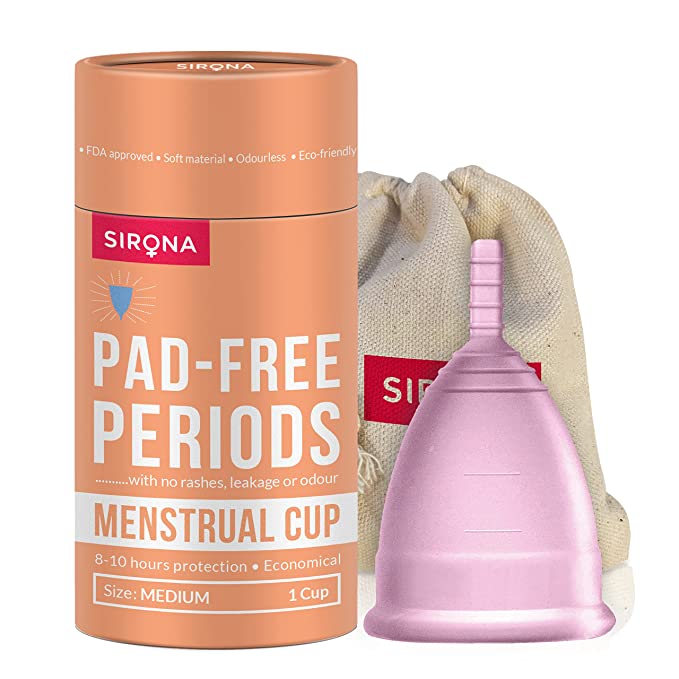 SIRONA
• FDA approved • Soft material • Odourless • Eco-friendly
SIRONA
PAD-FREE
PERIODS
..........with no rashes, leakage or odour
MENSTRUAL CUP
8-10 hours protection • Economical
Size: MEDIUM 1 Cup
SIR